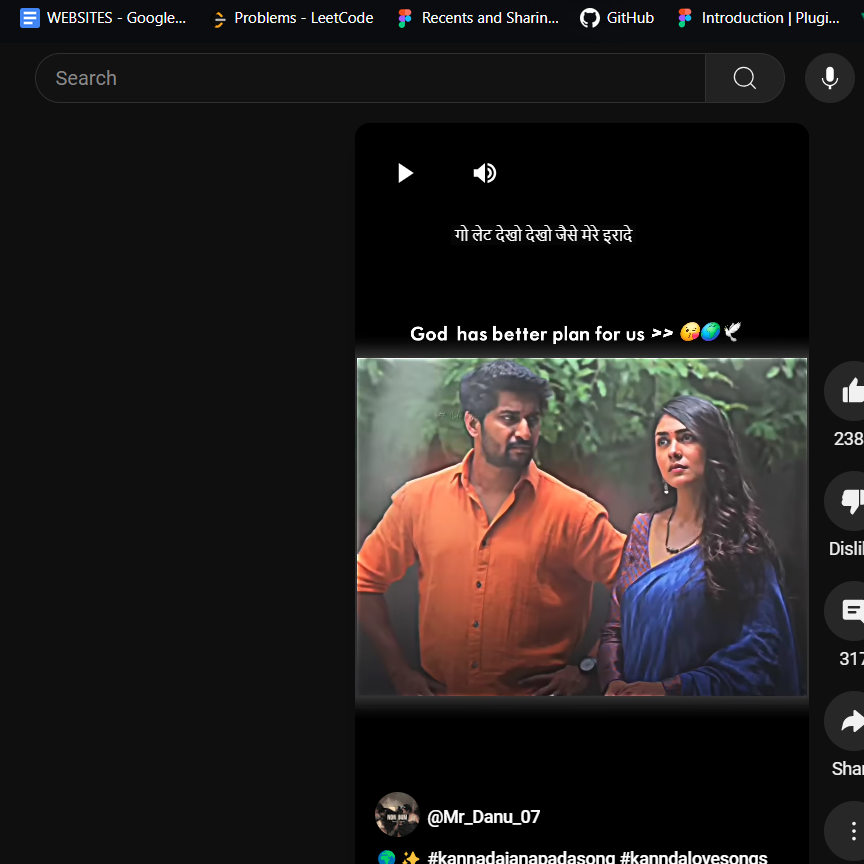 WEBSITES - Google...
Problems - LeetCode
Recents and Sharin...
GitHub
Introduction | Plugi...
Search
गो लेट देखो देखो जैसे मेरे इरादे
God has better plan for us >> 😘🌍🕊
238
Dislil
317
Shar
@Mr_Danu_07
🌍 ✨ #kannadajanapadasong #kanndalovesongs